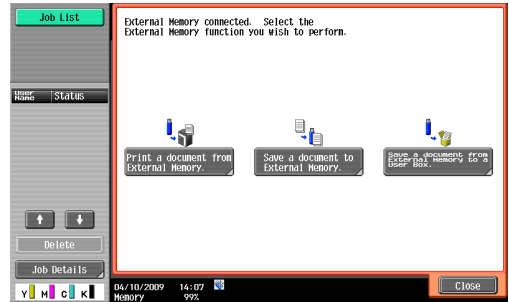 Job List
External Memory connected. Select the
External Memory function you wish to perform.
User
Name
Status
Print a document from
External Memory.
Save a document to
External Memory.
Save a document from
External Memory to a
User Box.
Delete
Job Details
Y M C K
04/10/2009 14:07
Memory 99%
Close